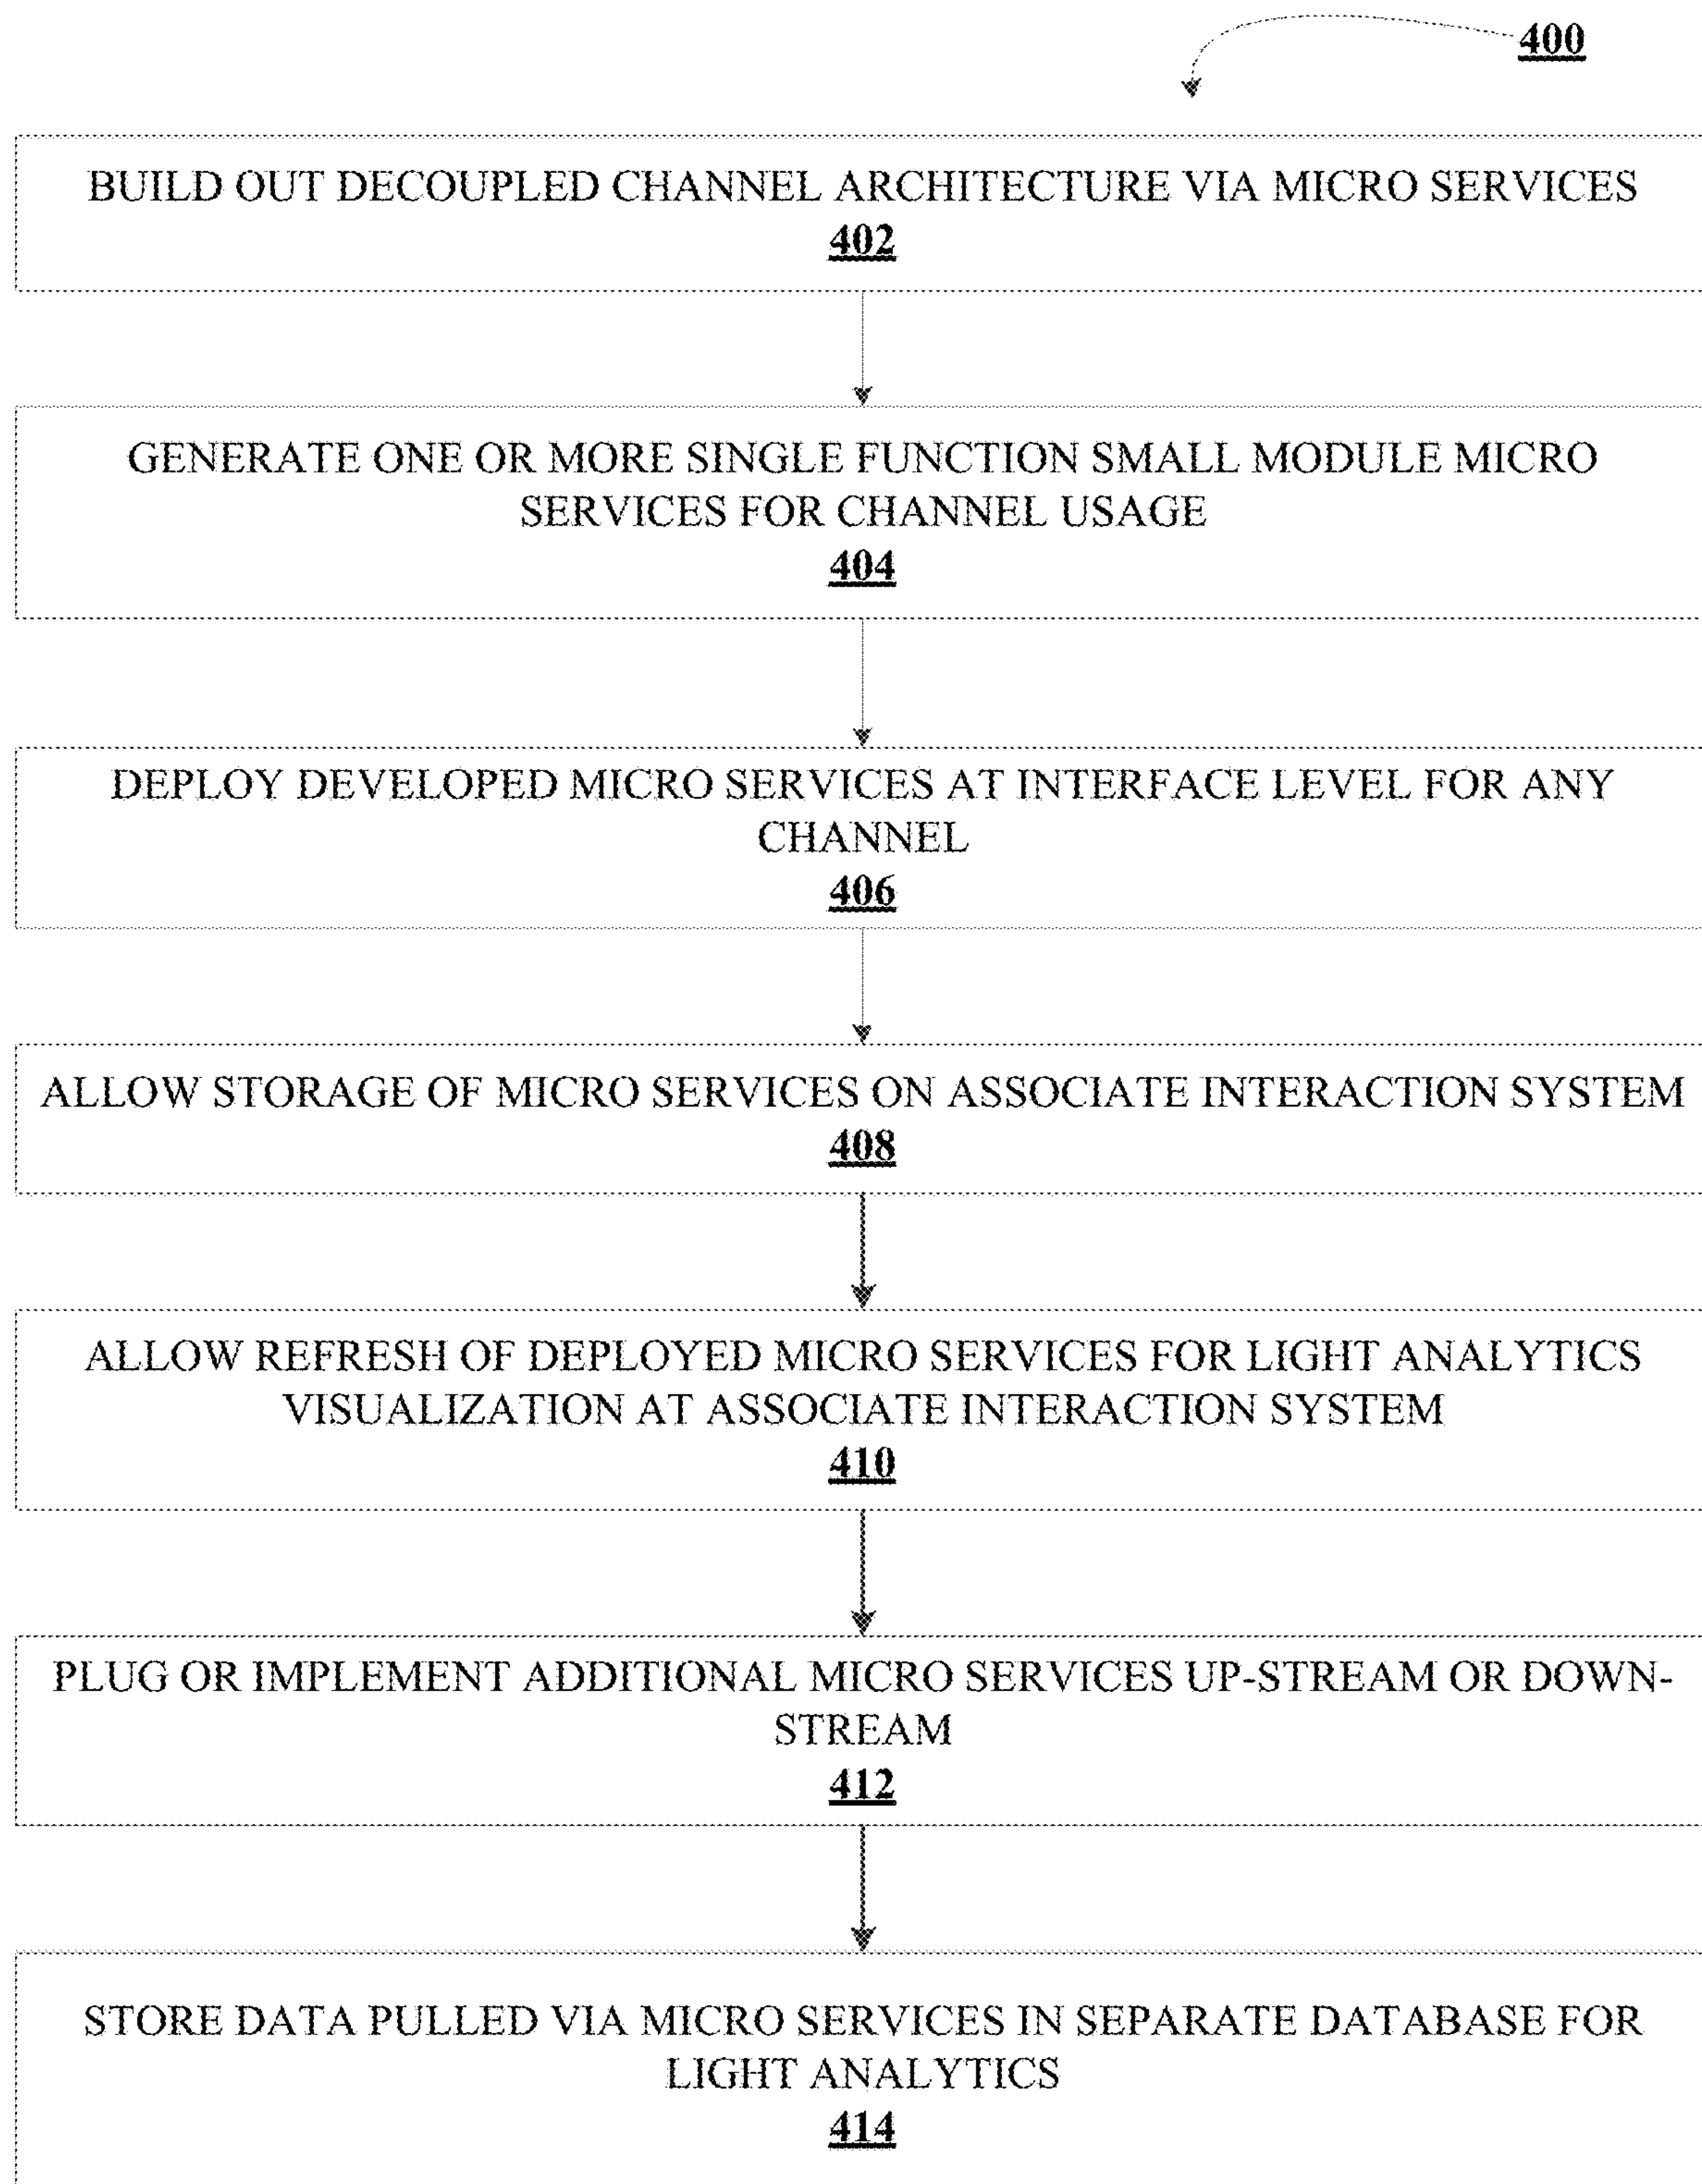 400
BUILD OUT DECOUPLED CHANNEL ARCHITECTURE VIA MICRO SERVICES
402
GENERATE ONE OR MORE SINGLE FUNCTION SMALL MODULE MICRO
SERVICES FOR CHANNEL USAGE
404
DEPLOY DEVELOPED MICRO SERVICES AT INTERFACE LEVEL FOR ANY
CHANNEL
406
ALLOW STORAGE OF MICRO SERVICES ON ASSOCIATE INTERACTION SYSTEM
408
ALLOW REFRESH OF DEPLOYED MICRO SERVICES FOR LIGHT ANALYTICS
VISUALIZATION AT ASSOCIATE INTERACTION SYSTEM
410
PLUG OR IMPLEMENT ADDITIONAL MICRO SERVICES UP-STREAM OR DOWN-
STREAM
412
STORE DATA PULLED VIA MICRO SERVICES IN SEPARATE DATABASE FOR
LIGHT ANALYTICS
414